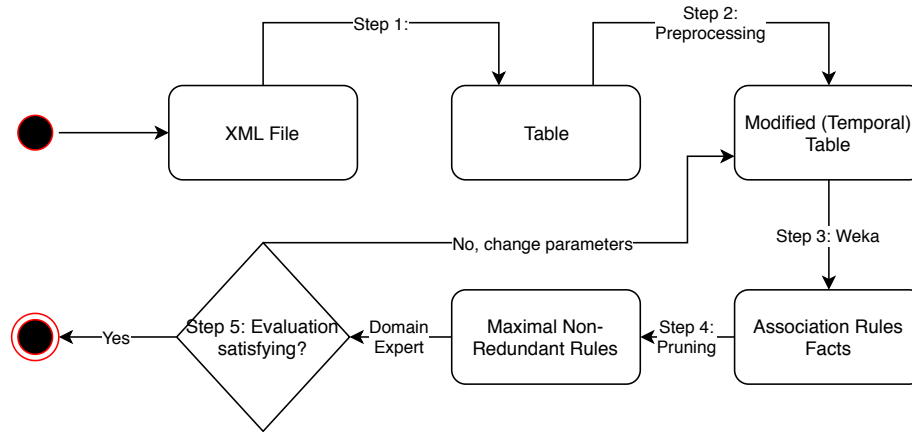 Step 1:
Step 2:
Preprocessing
XML File
Table
Modified (Temporal)
Table
Step 3: Weka
No, change parameters
Association Rules
Facts
Step 4:
Pruning
Maximal Non-
Redundant Rules
Domain
Expert
Step 5: Evaluation
satisfying?
Yes